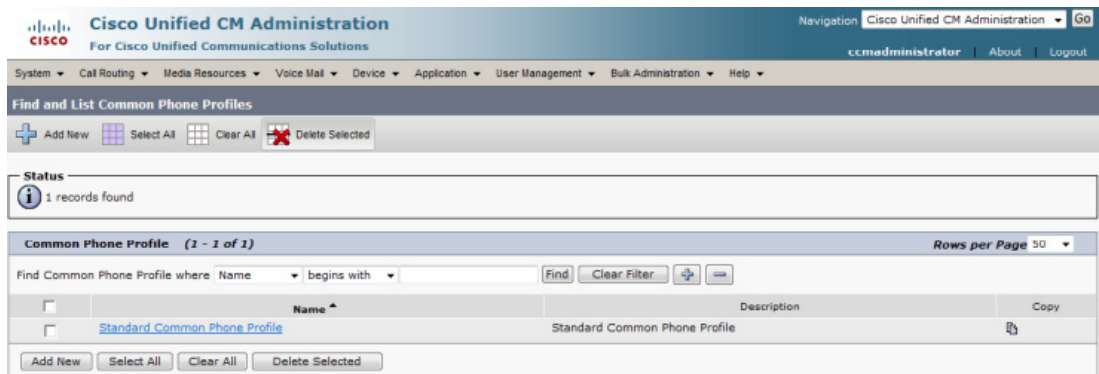 Cisco Unified CM Administration
CISCO For Cisco Unified Communications Solutions
Navigation Cisco Unified CM Administration Go
ccmadministrator About Logout
System Call Routing Media Resources Voice Mail Device Application User Management Bulk Administration Help
Find and List Common Phone Profiles
Add New Select All Clear All Delete Selected
Status
i 1 records found
Common Phone Profile (1 - 1 of 1) Rows per Page 50
Find Common Phone Profile where Name begins with Find Clear Filter
Name Description Copy
Standard Common Phone Profile Standard Common Phone Profile
Add New Select All Clear All Delete Selected